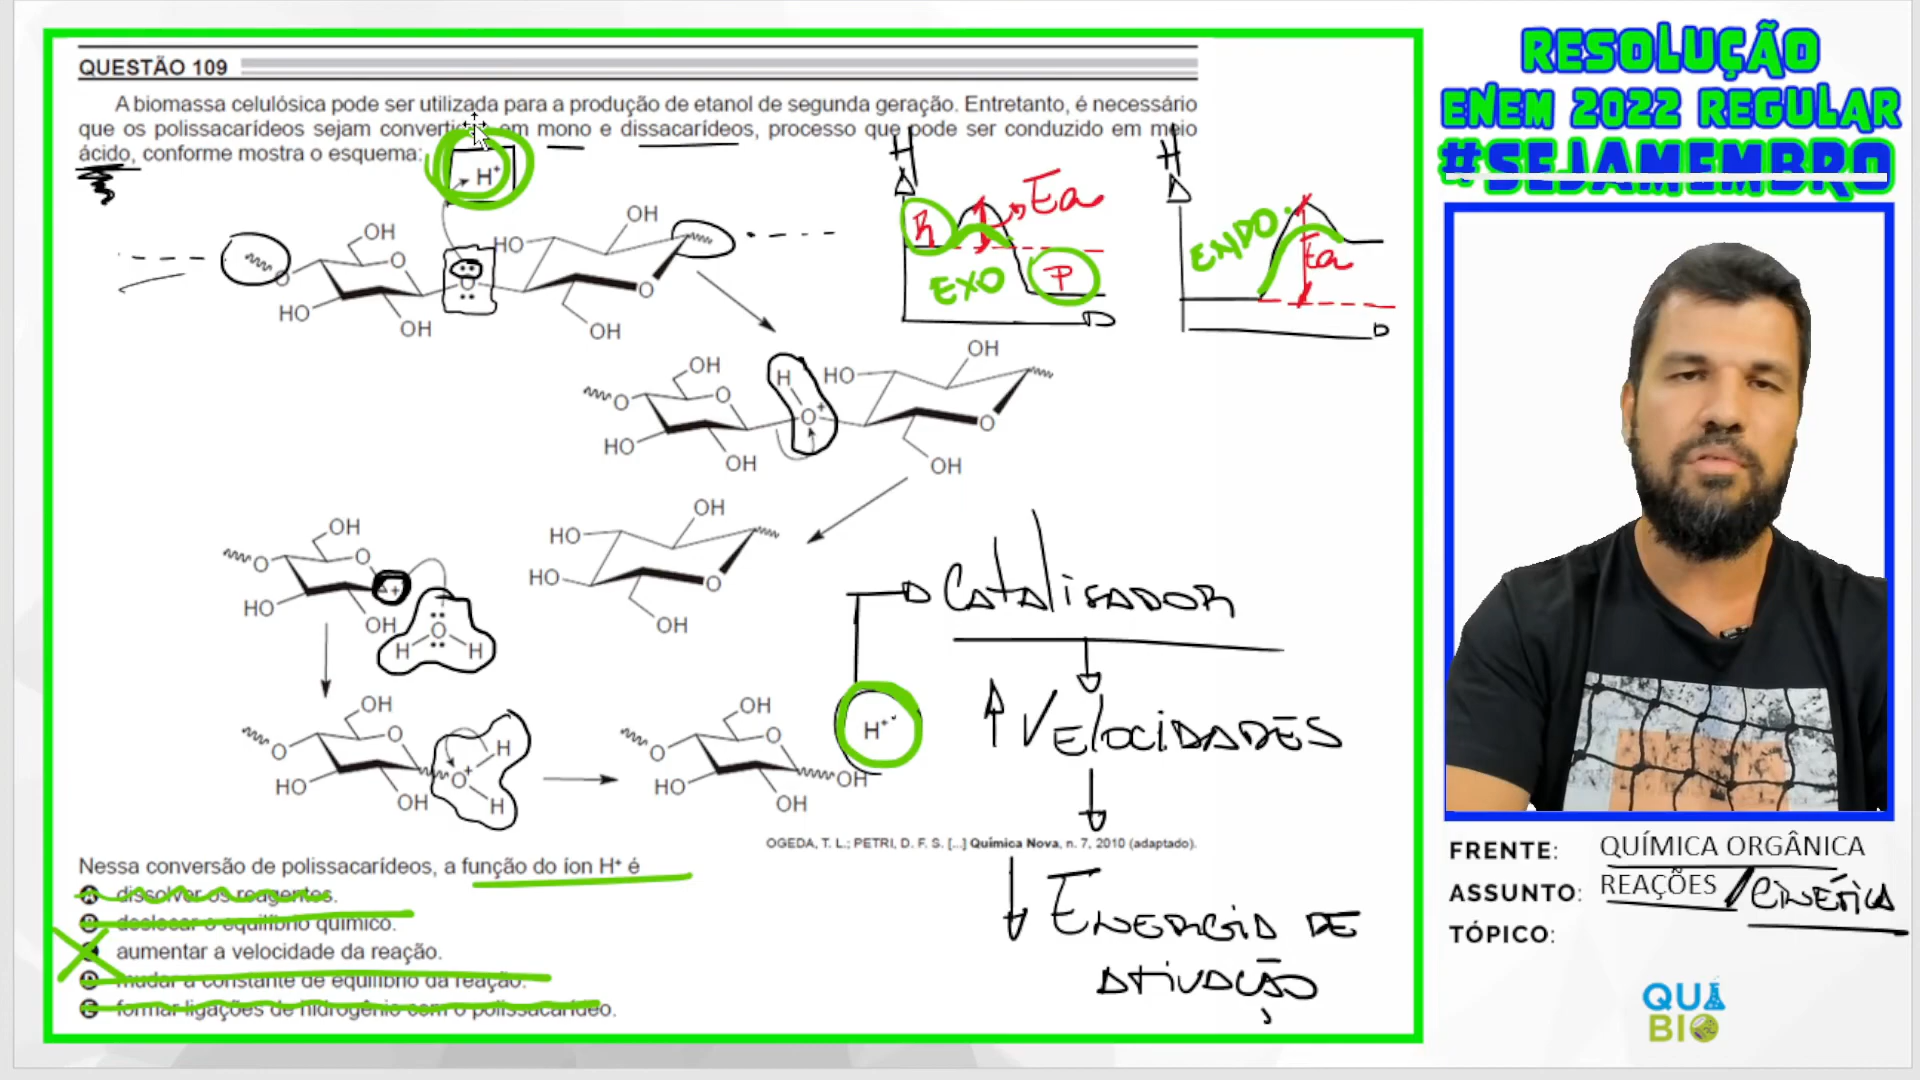 QUESTÃO 109
A biomassa celulósica pode ser utilizada para a produção de etanol de segunda geração. Entretanto, é necessário
que os polissacarídeos sejam em mono e dissacarídeos, processo que pode ser conduzido em meio
ácido, conforme mostra o esquema:
H⁺
H
H
Ea
R
P
EXO
ENDO
Ea
OH
OH
HO
O
O
O
O
HO
OH
OH
OH
OH
H
HO
O
O
O⁺
O
HO
OH
OH
OH
OH
HO
O
O
HO
O
+
HO
OH
OH
O
H
H
CATALISADOR
H⁺
↑ VELOCIDADES
OH
OH
O
O
H
O
O
O⁺
HO
OH
H
HO
OH
OH
OGEDA, T. L.; PETRI, D. F. S. [...] Química Nova, n. 7, 2010 (adaptado).
Nessa conversão de polissacarídeos, a função do íon H⁺ é
A dissolver os reagentes.
B deslocar o equilíbrio químico.
aumentar a velocidade da reação.
D mudar a constante de equilíbrio da reação.
E formar ligações de hidrogênio com o polissacarídeo.
↓ ENERGIA DE
ATIVAÇÃO
RESOLUÇÃO
ENEM 2022 REGULAR
#SEJAMEMBRO
FRENTE: QUÍMICA ORGÂNICA
ASSUNTO: REAÇÕES / CINÉTICA
TÓPICO:
QUI
BIO